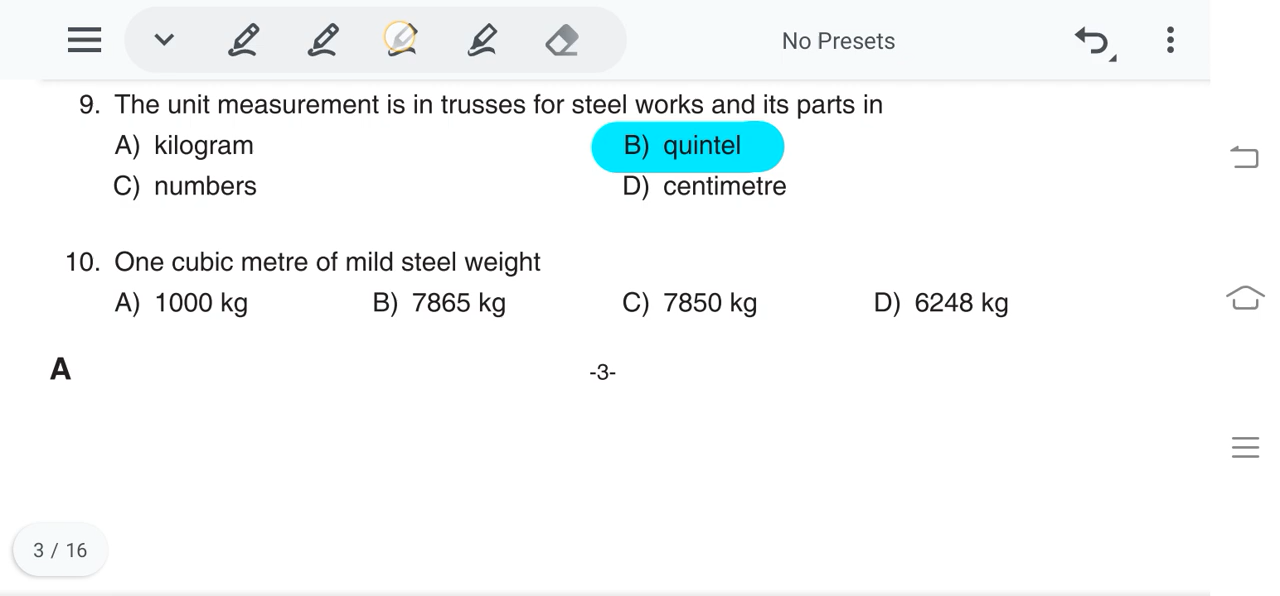 No Presets
9. The unit measurement is in trusses for steel works and its parts in
A) kilogram B) quintel
C) numbers D) centimetre
10. One cubic metre of mild steel weight
A) 1000 kg B) 7865 kg C) 7850 kg D) 6248 kg
A -3-
3 / 16